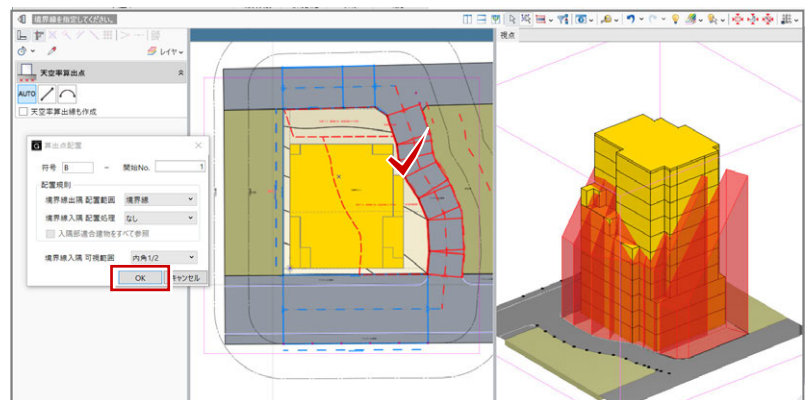 境界線を指定してください。
レイヤー
視点
天空率算出点
AUTO
天空率算出線も作成
算出点配置
符号 B － 開始No. 1
配置規則
境界線出隅 配置範囲 境界線
境界線入隅 配置処理 なし
入隅部適合建物をすべて参照
境界線入隅 可視範囲 内角1/2
OK キャンセル